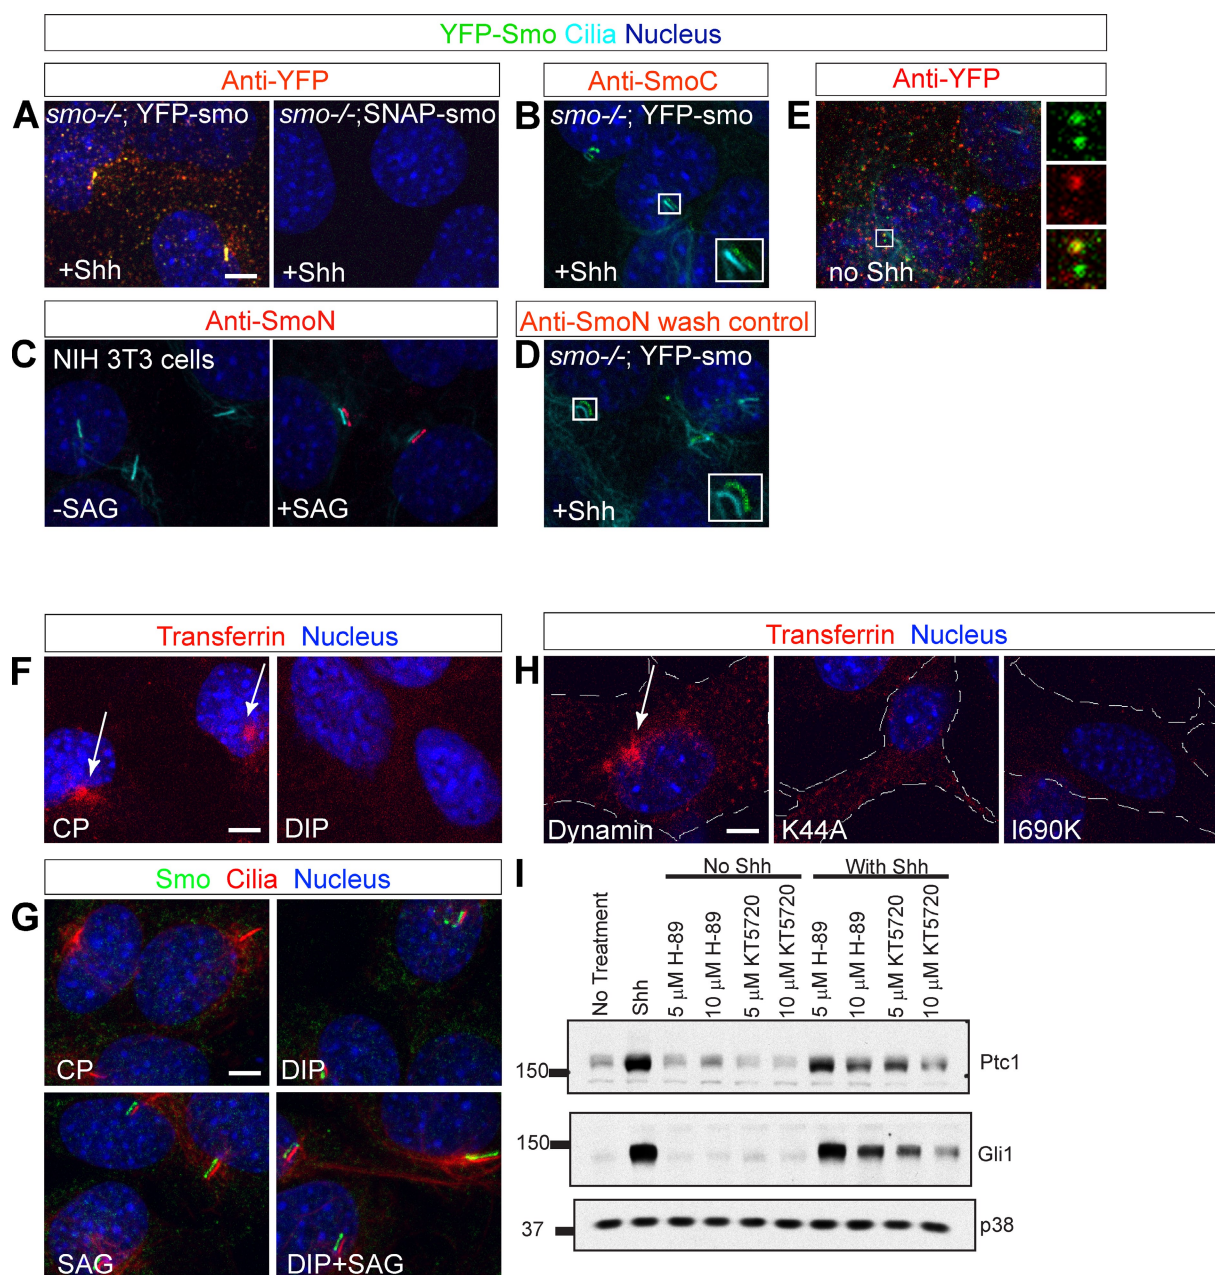 YFP-Smo Cilia Nucleus
Anti-YFP
Anti-SmoC
Anti-YFP
A
smo-/-; YFP-smo
smo-/-;SNAP-smo
B
smo-/-; YFP-smo
E
+Shh
+Shh
+Shh
no Shh
Anti-SmoN
Anti-SmoN wash control
C
NIH 3T3 cells
D
smo-/-; YFP-smo
-SAG
+SAG
+Shh
Transferrin Nucleus
Transferrin Nucleus
F
H
CP
DIP
Dynamin
K44A
I690K
Smo Cilia Nucleus
G
CP
DIP
SAG
DIP+SAG
I
No Shh
With Shh
No Treatment
Shh
5 µM H-89
10 µM H-89
5 µM KT5720
10 µM KT5720
5 µM H-89
10 µM H-89
5 µM KT5720
10 µM KT5720
150
Ptc1
150
Gli1
37
p38